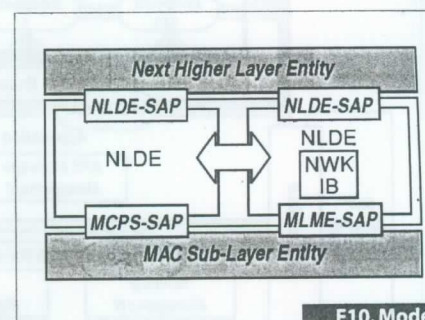 Next Higher Layer Entity
NLDE-SAP NLDE-SAP
NLDE NLDE
NWK
IB
MCPS-SAP MLME-SAP
MAC Sub-Layer Entity
F10. Mode